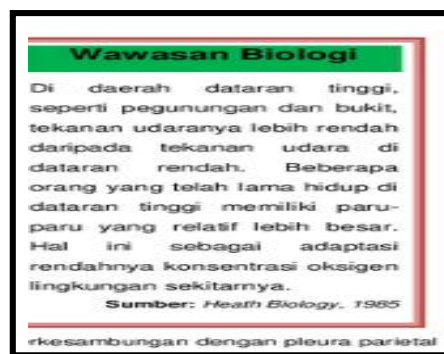 Wawasan Biologi
Di daerah dataran tinggi,
seperti pegunungan dan bukit,
tekanan udaranya lebih rendah
daripada tekanan udara di
dataran rendah. Beberapa
orang yang telah lama hidup di
dataran tinggi memiliki paru-
paru yang relatif lebih besar.
Hal ini sebagai adaptasi
rendahnya konsentrasi oksigen
lingkungan sekitarnya.
Sumber: Heath Biology, 1985
rkesambungan dengan pleura parietal